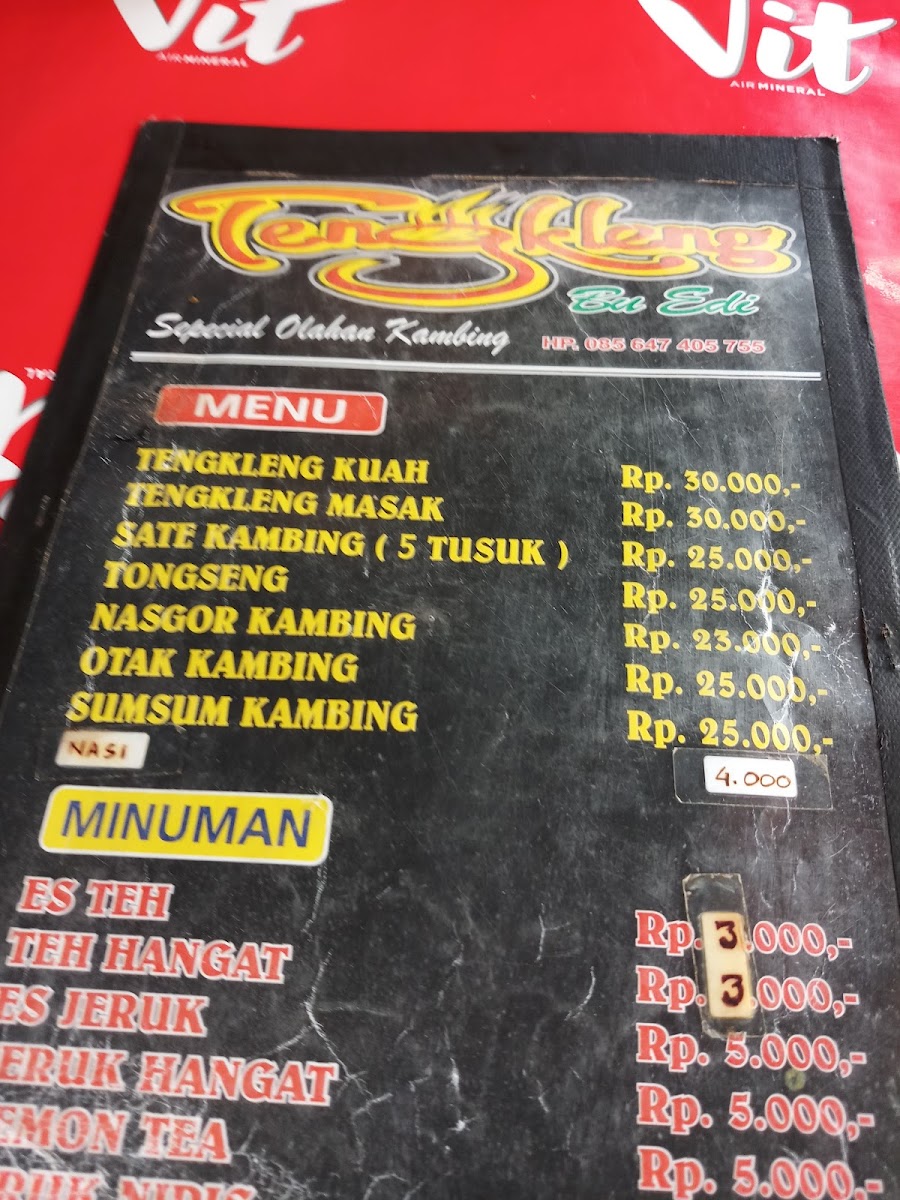 Vit
AIR MINERAL
Vit
AIR MINERAL
Tengkleng
Bu Edi
Sepecial Olahan Kambing
HP. 085 647 405 755
MENU
TENGKLENG KUAH Rp. 30.000,-
TENGKLENG MASAK Rp. 30.000,-
SATE KAMBING ( 5 TUSUK ) Rp. 25.000,-
TONGSENG Rp. 25.000,-
NASGOR KAMBING Rp. 23.000,-
OTAK KAMBING Rp. 25.000,-
SUMSUM KAMBING Rp. 25.000,-
NASI 4.000
MINUMAN
ES TEH Rp. 3.000,-
TEH HANGAT Rp. 3.000,-
ES JERUK Rp. 5.000,-
ERUK HANGAT Rp. 5.000,-
EMON TEA Rp. 5.000,-